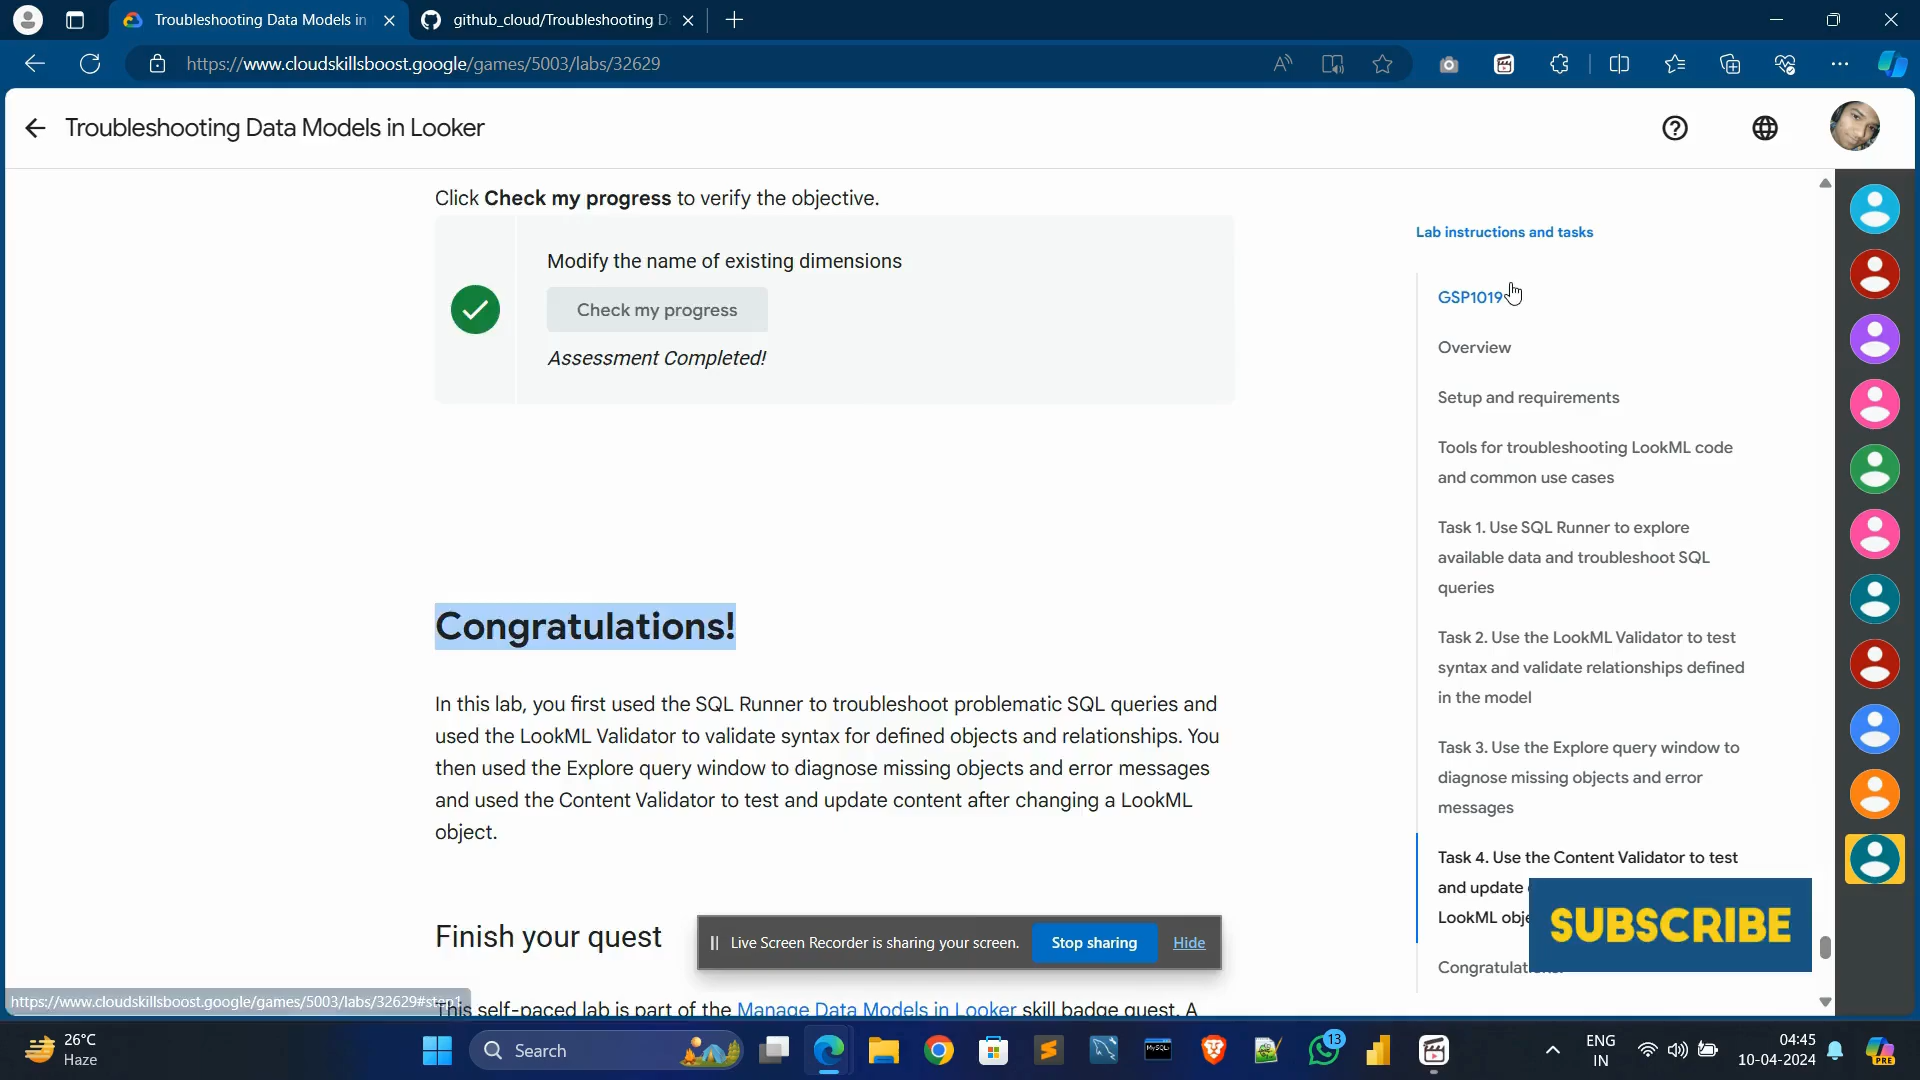 Troubleshooting Data Models in
github_cloud/Troubleshooting D
https://www.cloudskillsboost.google/games/5003/labs/32629
Troubleshooting Data Models in Looker
Click Check my progress to verify the objective.
Modify the name of existing dimensions
Check my progress
Assessment Completed!
Congratulations!
In this lab, you first used the SQL Runner to troubleshoot problematic SQL queries and
used the LookML Validator to validate syntax for defined objects and relationships. You
then used the Explore query window to diagnose missing objects and error messages
and used the Content Validator to test and update content after changing a LookML
object.
Finish your quest
This self-paced lab is part of the Manage Data Models in Looker skill badge quest. A
Lab instructions and tasks
GSP1019
Overview
Setup and requirements
Tools for troubleshooting LookML code
and common use cases
Task 1. Use SQL Runner to explore
available data and troubleshoot SQL
queries
Task 2. Use the LookML Validator to test
syntax and validate relationships defined
in the model
Task 3. Use the Explore query window to
diagnose missing objects and error
messages
Task 4. Use the Content Validator to test
and update
LookML obje
Congratulat
SUBSCRIBE
Live Screen Recorder is sharing your screen.
Stop sharing
Hide
https://www.cloudskillsboost.google/games/5003/labs/32629#step1
26°C
Haze
Search
MySQL
13
ENG
IN
04:45
10-04-2024
PRE